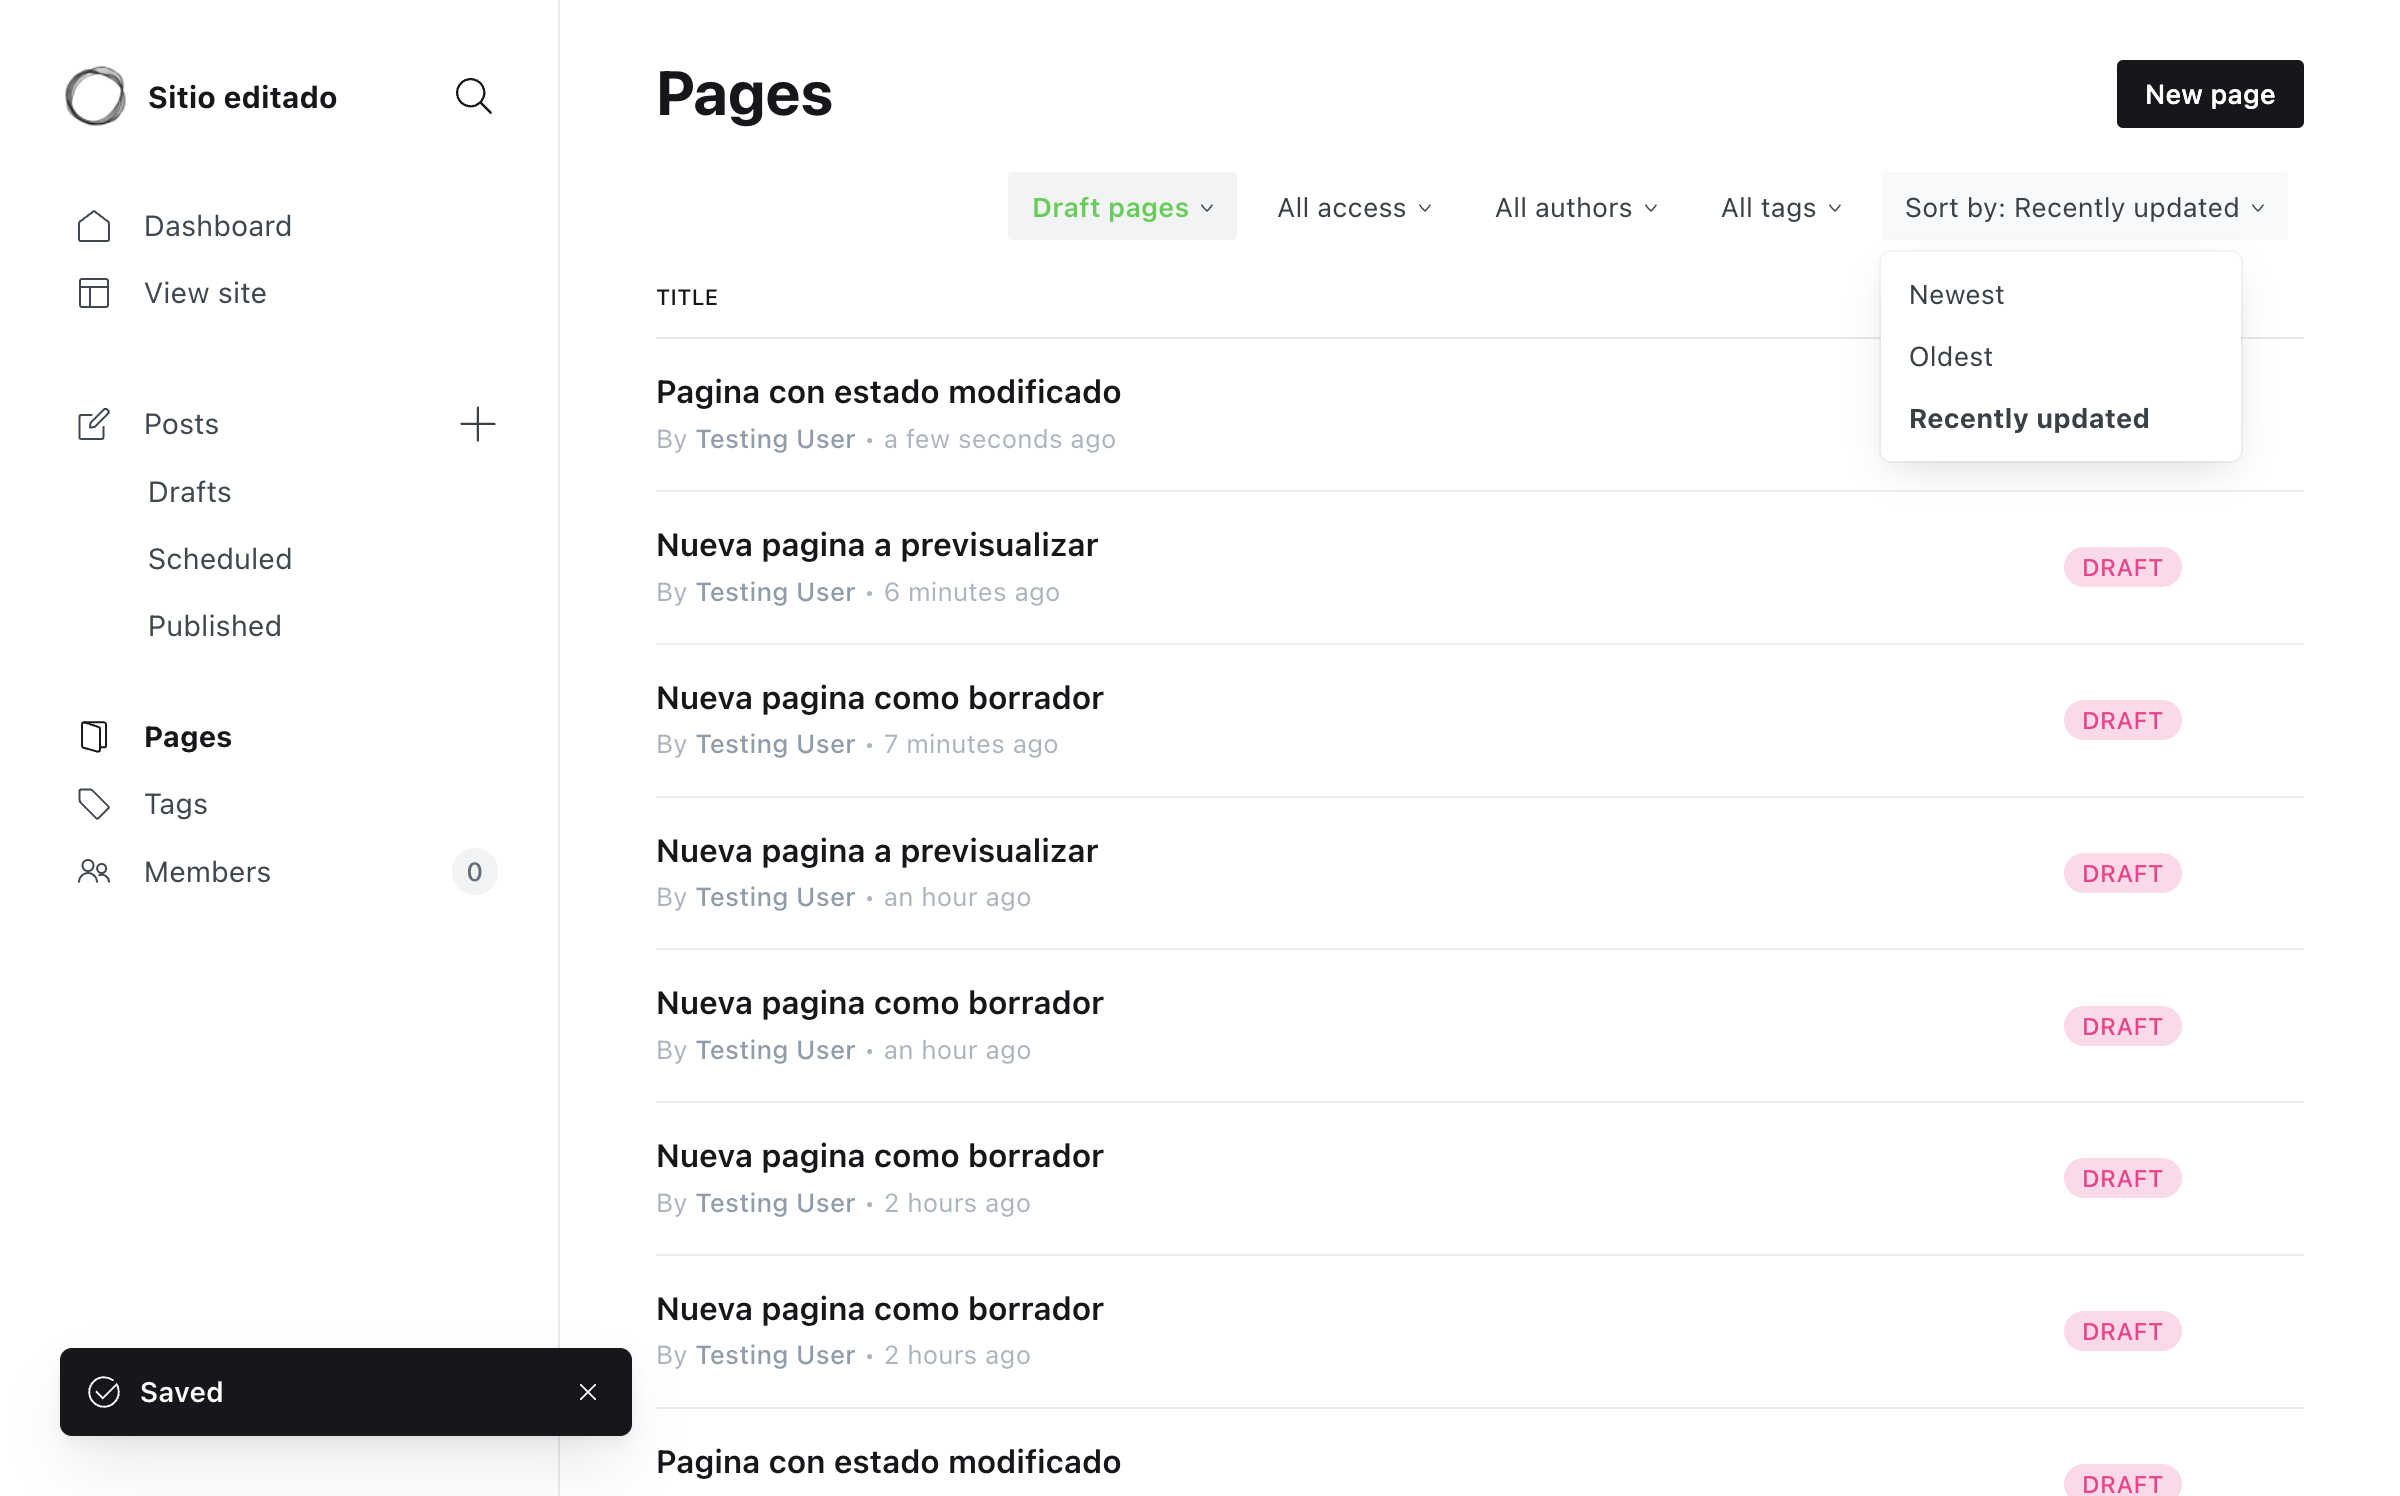 Sitio editado
Dashboard
View site
Posts
Drafts
Scheduled
Published
Pages
Tags
Members 0
Saved
Pages
New page
Draft pages All access All authors All tags Sort by: Recently updated
Newest
Oldest
Recently updated
TITLE
Pagina con estado modificado
By Testing User • a few seconds ago
Nueva pagina a previsualizar
By Testing User • 6 minutes ago
DRAFT
Nueva pagina como borrador
By Testing User • 7 minutes ago
DRAFT
Nueva pagina a previsualizar
By Testing User • an hour ago
DRAFT
Nueva pagina como borrador
By Testing User • an hour ago
DRAFT
Nueva pagina como borrador
By Testing User • 2 hours ago
DRAFT
Nueva pagina como borrador
By Testing User • 2 hours ago
DRAFT
Pagina con estado modificado
DRAFT